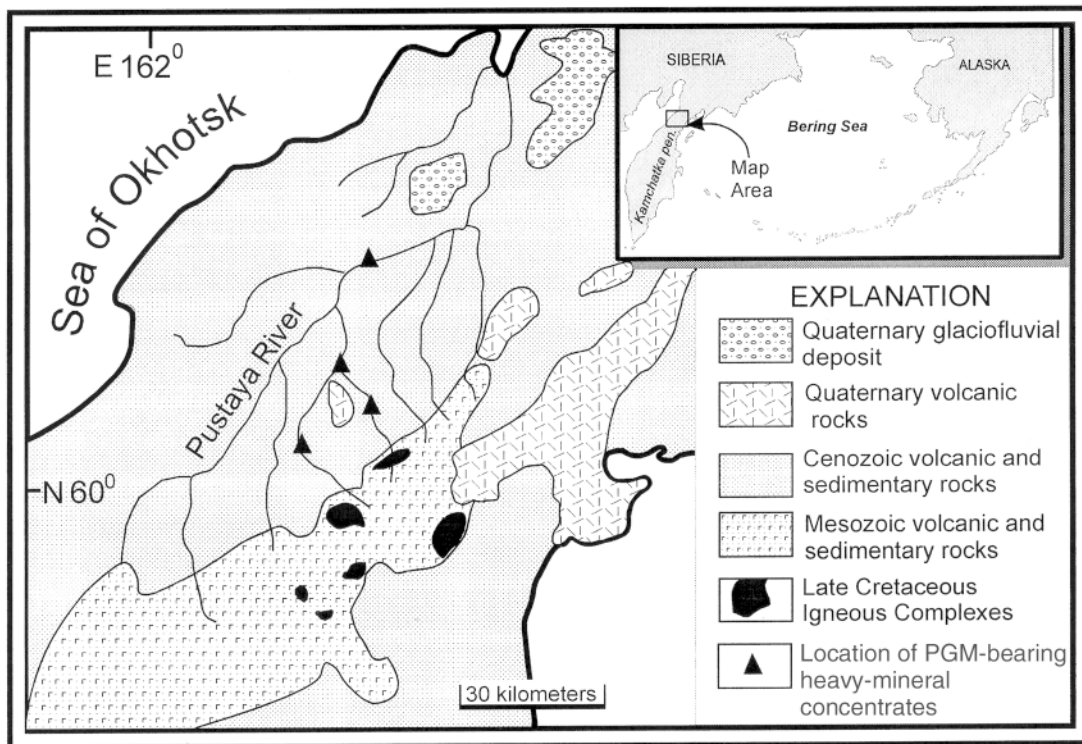 E 162⁰
Sea of Okhotsk
Pustaya River
N 60⁰
30 kilometers
SIBERIA
ALASKA
Bering Sea
Kamchatka pen.
Map
Area
EXPLANATION
Quaternary glaciofluvial
deposit
Quaternary volcanic
rocks
Cenozoic volcanic and
sedimentary rocks
Mesozoic volcanic and
sedimentary rocks
Late Cretaceous
Igneous Complexes
Location of PGM-bearing
heavy-mineral
concentrates